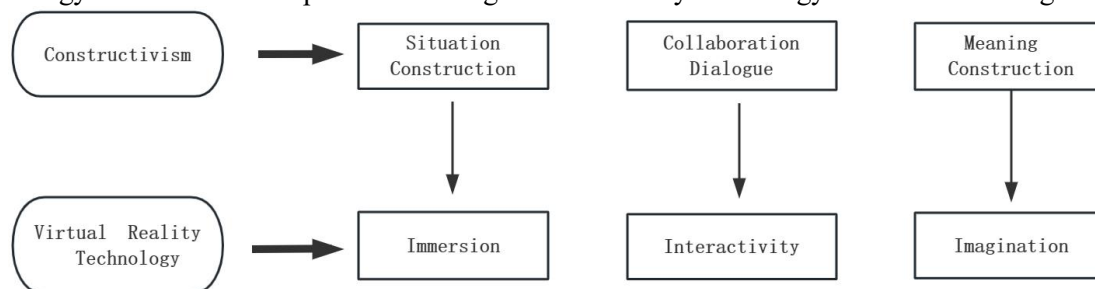 Constructivism
Situation
Construction
Collaboration
Dialogue
Meaning
Construction
Virtual Reality
Technology
Immersion
Interactivity
Imagination